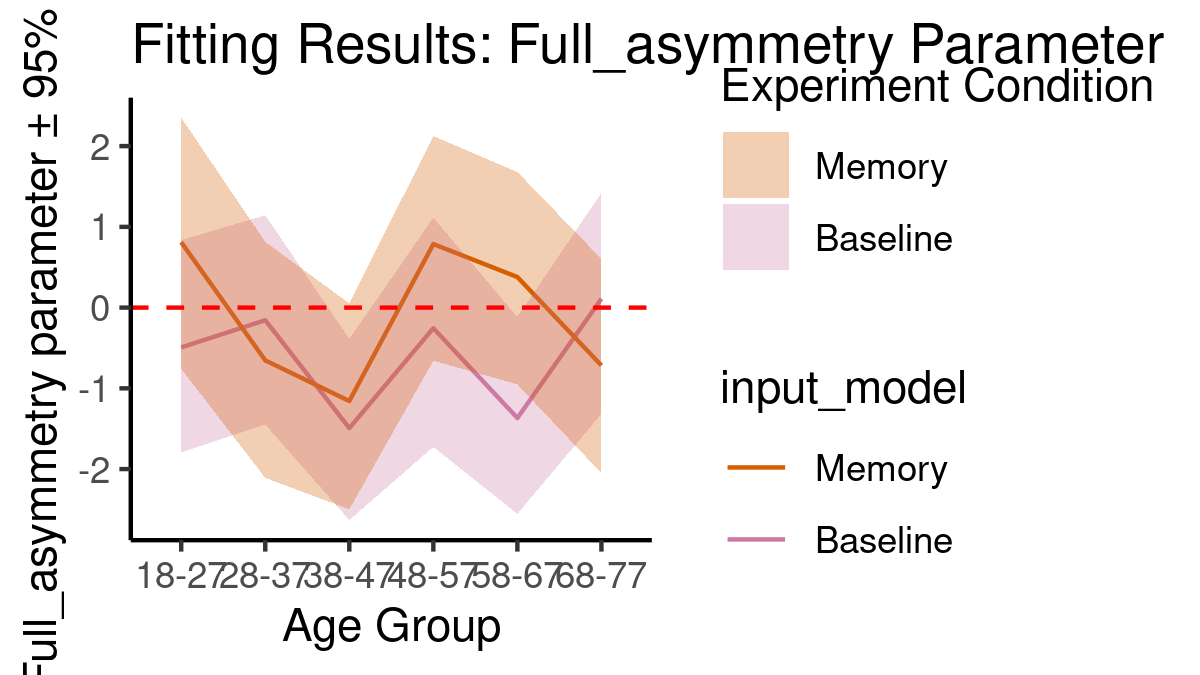 Fitting Results: Full_asymmetry Parameter
Full_asymmetry parameter ± 95%
2
1
0
-1
-2
18-27
28-37
38-47
48-57
58-67
68-77
Age Group
Experiment Condition
Memory
Baseline
input_model
Memory
Baseline